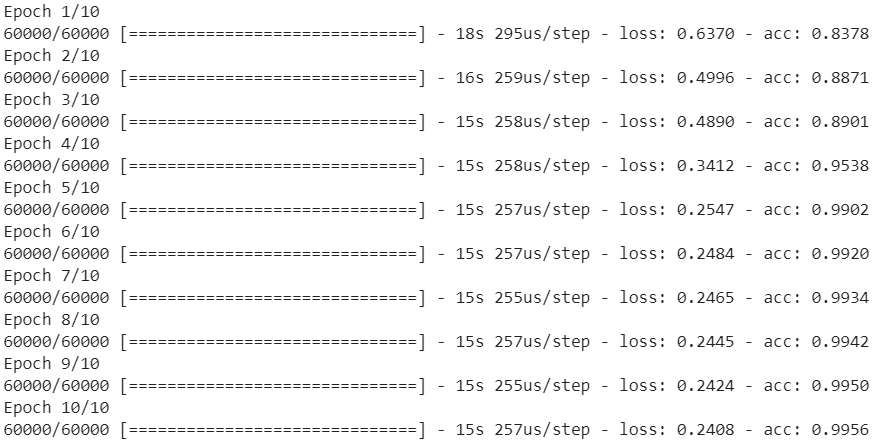 Epoch 1/10
60000/60000 [==============================] - 18s 295us/step - loss: 0.6370 - acc: 0.8378
Epoch 2/10
60000/60000 [==============================] - 16s 259us/step - loss: 0.4996 - acc: 0.8871
Epoch 3/10
60000/60000 [==============================] - 15s 258us/step - loss: 0.4890 - acc: 0.8901
Epoch 4/10
60000/60000 [==============================] - 15s 258us/step - loss: 0.3412 - acc: 0.9538
Epoch 5/10
60000/60000 [==============================] - 15s 257us/step - loss: 0.2547 - acc: 0.9902
Epoch 6/10
60000/60000 [==============================] - 15s 257us/step - loss: 0.2484 - acc: 0.9920
Epoch 7/10
60000/60000 [==============================] - 15s 255us/step - loss: 0.2465 - acc: 0.9934
Epoch 8/10
60000/60000 [==============================] - 15s 257us/step - loss: 0.2445 - acc: 0.9942
Epoch 9/10
60000/60000 [==============================] - 15s 255us/step - loss: 0.2424 - acc: 0.9950
Epoch 10/10
60000/60000 [==============================] - 15s 257us/step - loss: 0.2408 - acc: 0.9956